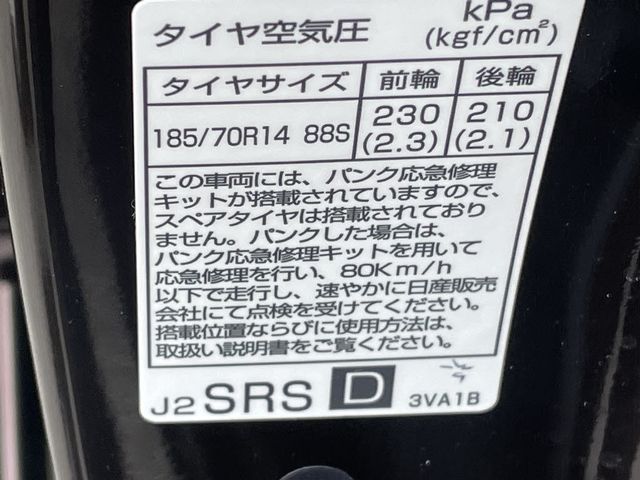 タイヤ空気圧 kPa
(kgf/cm²)
タイヤサイズ 前輪 後輪
185/70R14 88S 230 (2.3) 210 (2.1)
この車両には、パンク応急修理
キットが搭載されていますので、
スペアタイヤは搭載されており
ません。パンクした場合は、
パンク応急修理キットを用いて
応急修理を行い、80Km/h
以下で走行し、速やかに日産販売
会社にて点検を受けてください。
搭載位置ならびに使用方法は、
取扱い説明書をご覧ください。
J2 SRS D 3VA1B